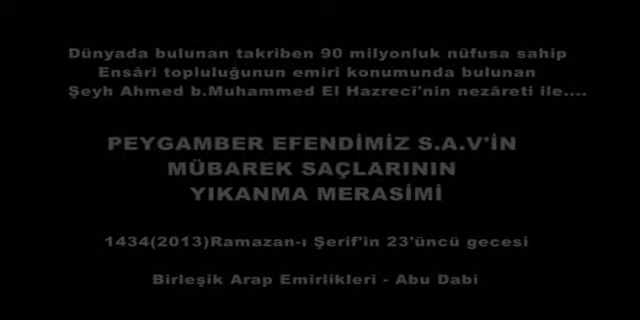 Dünyada bulunan takriben 90 milyonluk nüfusa sahip
Ensârî topluluğunun emiri konumunda bulunan
Şeyh Ahmed b.Muhammed El Hazrecî'nin nezâreti ile....
PEYGAMBER EFENDİMİZ S.A.V'İN
MÜBAREK SAÇLARININ
YIKANMA MERASİMİ
1434(2013)Ramazan-ı Şerif'in 23'üncü gecesi
Birleşik Arap Emirlikleri - Abu Dabi